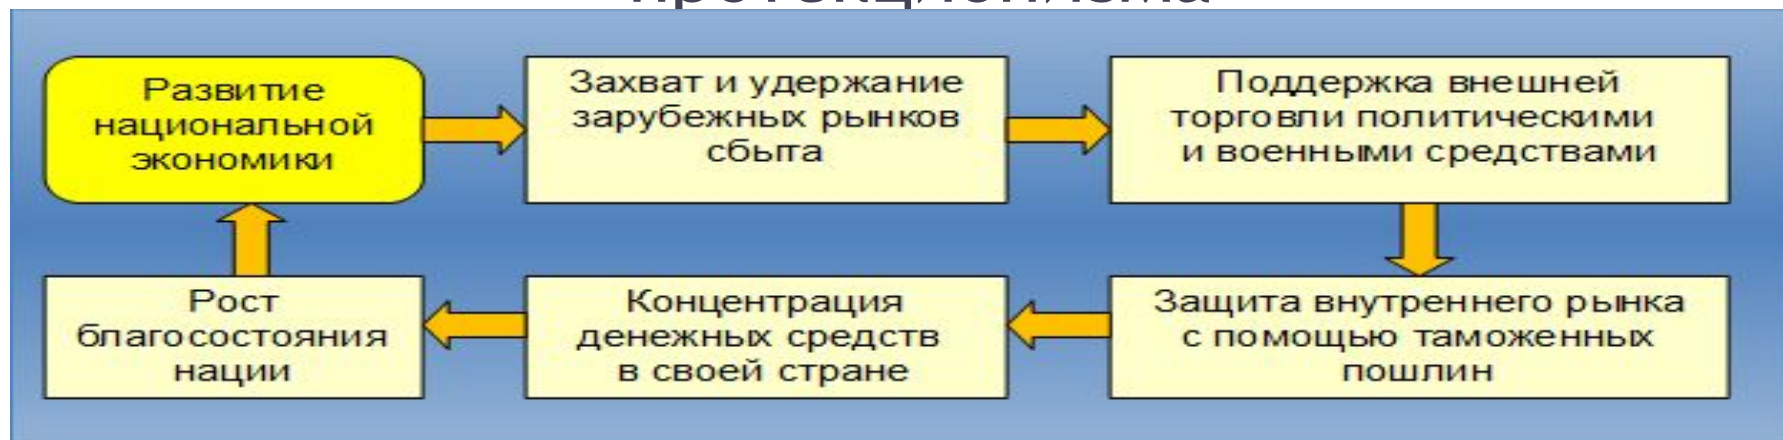 протекционизма
Развитие
национальной
экономики
Захват и удержание
зарубежных рынков
сбыта
Поддержка внешней
торговли политическими
и военными средствами
Защита внутреннего рынка
с помощью таможенных
пошлин
Концентрация
денежных средств
в своей стране
Рост
благосостояния
нации